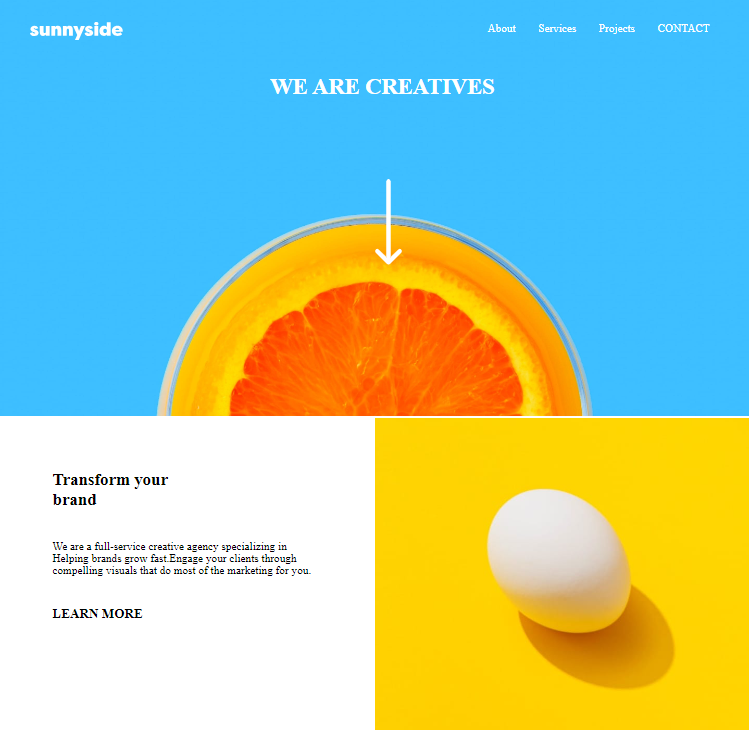 sunnyside
About Services Projects CONTACT
WE ARE CREATIVES
Transform your
brand
We are a full-service creative agency specializing in
Helping brands grow fast.Engage your clients through
compelling visuals that do most of the marketing for you.
LEARN MORE